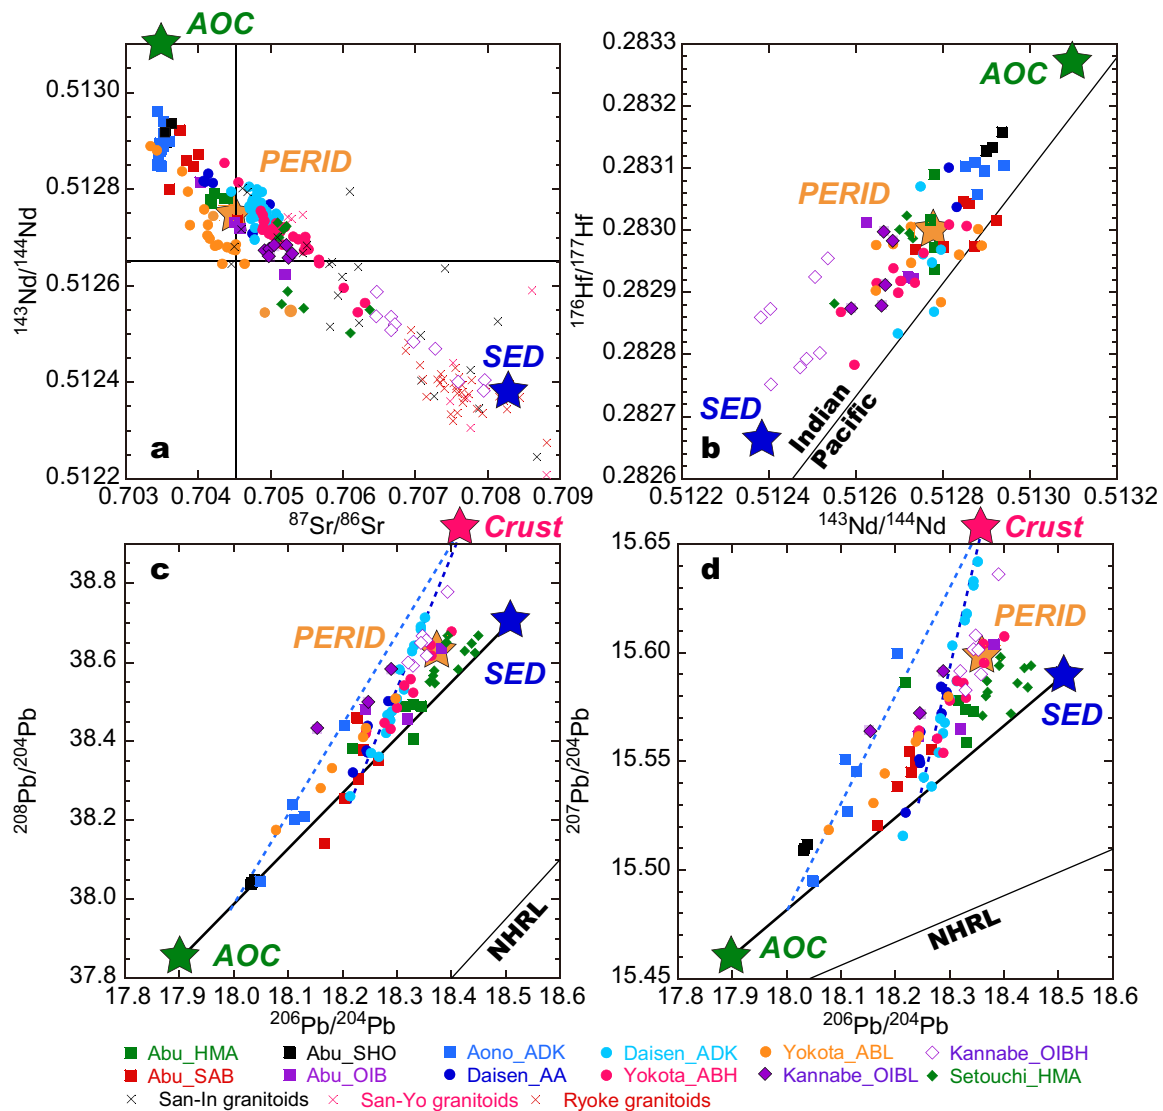 AOC
0.5130
0.5128
0.5126
0.5124
0.5122
143Nd/144Nd
PERID
SED
a
0.703 0.704 0.705 0.706 0.707 0.708 0.709
87Sr/86Sr
0.2833
0.2832
0.2831
0.2830
0.2829
0.2828
0.2827
0.2826
176Hf/177Hf
AOC
PERID
SED
Indian
Pacific
b
0.5122 0.5124 0.5126 0.5128 0.5130 0.5132
143Nd/144Nd
Crust
38.8
38.6
38.4
38.2
38.0
37.8
208Pb/204Pb
c
PERID
SED
AOC
NHRL
17.8 17.9 18.0 18.2 18.3 18.4 18.5 18.6
206Pb/204Pb
Crust
15.65
15.60
15.55
15.50
15.45
207Pb/204Pb
d
PERID
SED
AOC
NHRL
17.8 17.9 18.0 18.1 18.2 18.3 18.4 18.5 18.6
206Pb/204Pb
Abu_HMA Abu_SHO Aono_ADK Daisen_ADK Yokota_ABL Kannabe_OIBH
Abu_SAB Abu_OIB Daisen_AA Yokota_ABH Kannabe_OIBL Setouchi_HMA
San-In granitoids San-Yo granitoids Ryoke granitoids